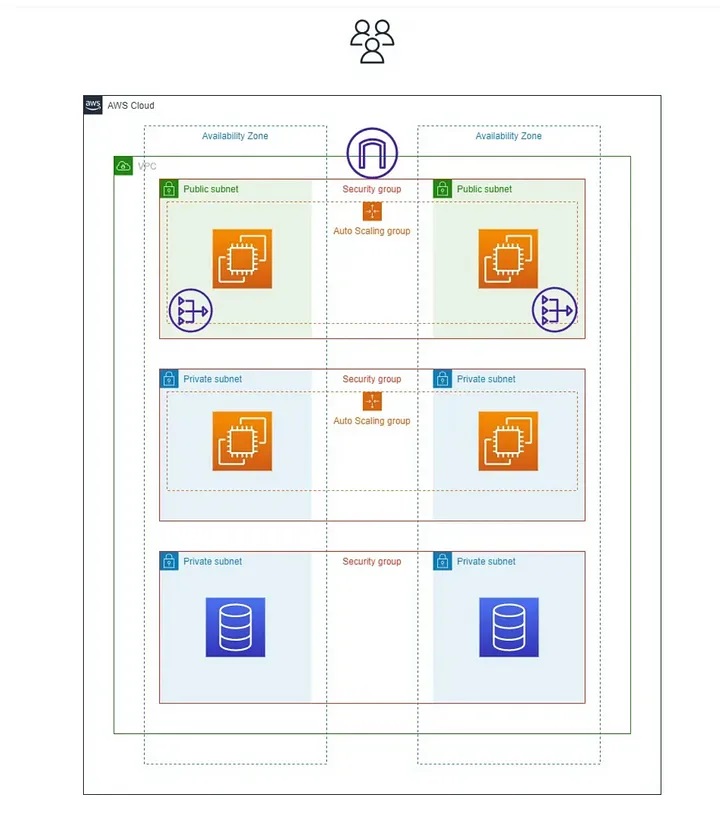 aws
AWS Cloud
Availability Zone
Availability Zone
VPC
Public subnet
Security group
Public subnet
Auto Scaling group
Private subnet
Security group
Private subnet
Auto Scaling group
Private subnet
Security group
Private subnet